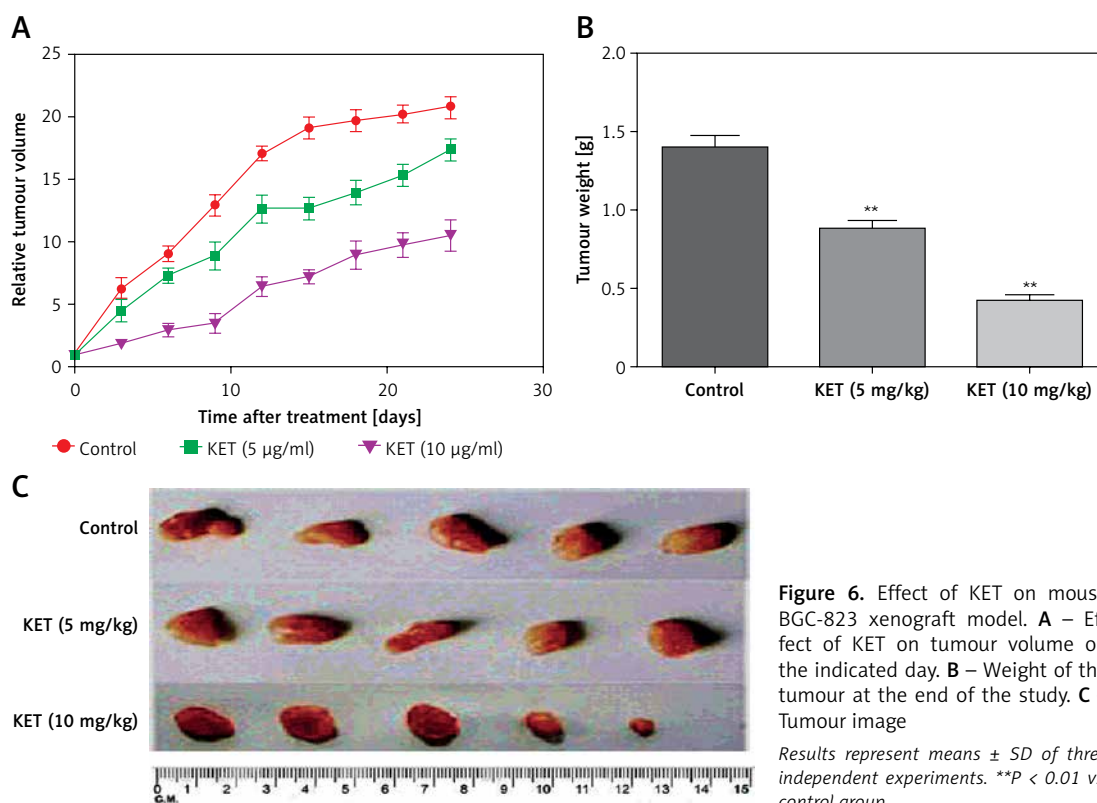 A
25
20
15
10
5
0
Relative tumour volume
0 10 20 30
Time after treatment [days]
Control KET (5 µg/ml) KET (10 µg/ml)
B
2.0
1.5
1.0
0.5
0
Tumour weight [g]
**
**
Control KET (5 mg/kg) KET (10 mg/kg)
C
Control
KET (5 mg/kg)
KET (10 mg/kg)
0 1 2 3 4 5 6 7 8 9 10 11 12 13 14 15
C.M.
Figure 6. Effect of KET on mous
BGC-823 xenograft model. A – Ef
fect of KET on tumour volume o
the indicated day. B – Weight of th
tumour at the end of the study. C
Tumour image
Results represent means ± SD of thre
independent experiments. **P < 0.01 v
control group